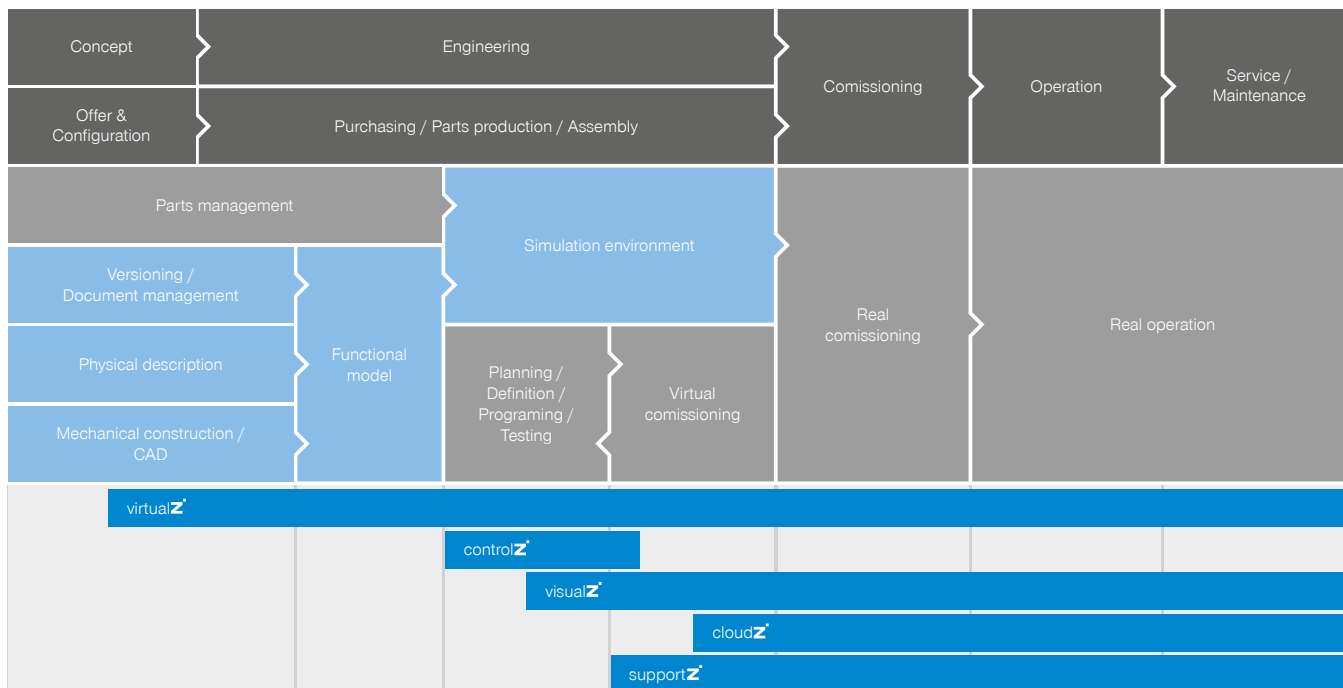 Concept
Engineering
Comissioning
Operation
Service /
Maintenance
Offer &
Configuration
Purchasing / Parts production / Assembly
Parts management
Simulation environment
Versioning /
Document management
Functional
model
Real
comissioning
Real operation
Physical description
Planning /
Definition /
Programing /
Testing
Virtual
comissioning
Mechanical construction /
CAD
virtualz
controlz
visualz
cloudz
supportz